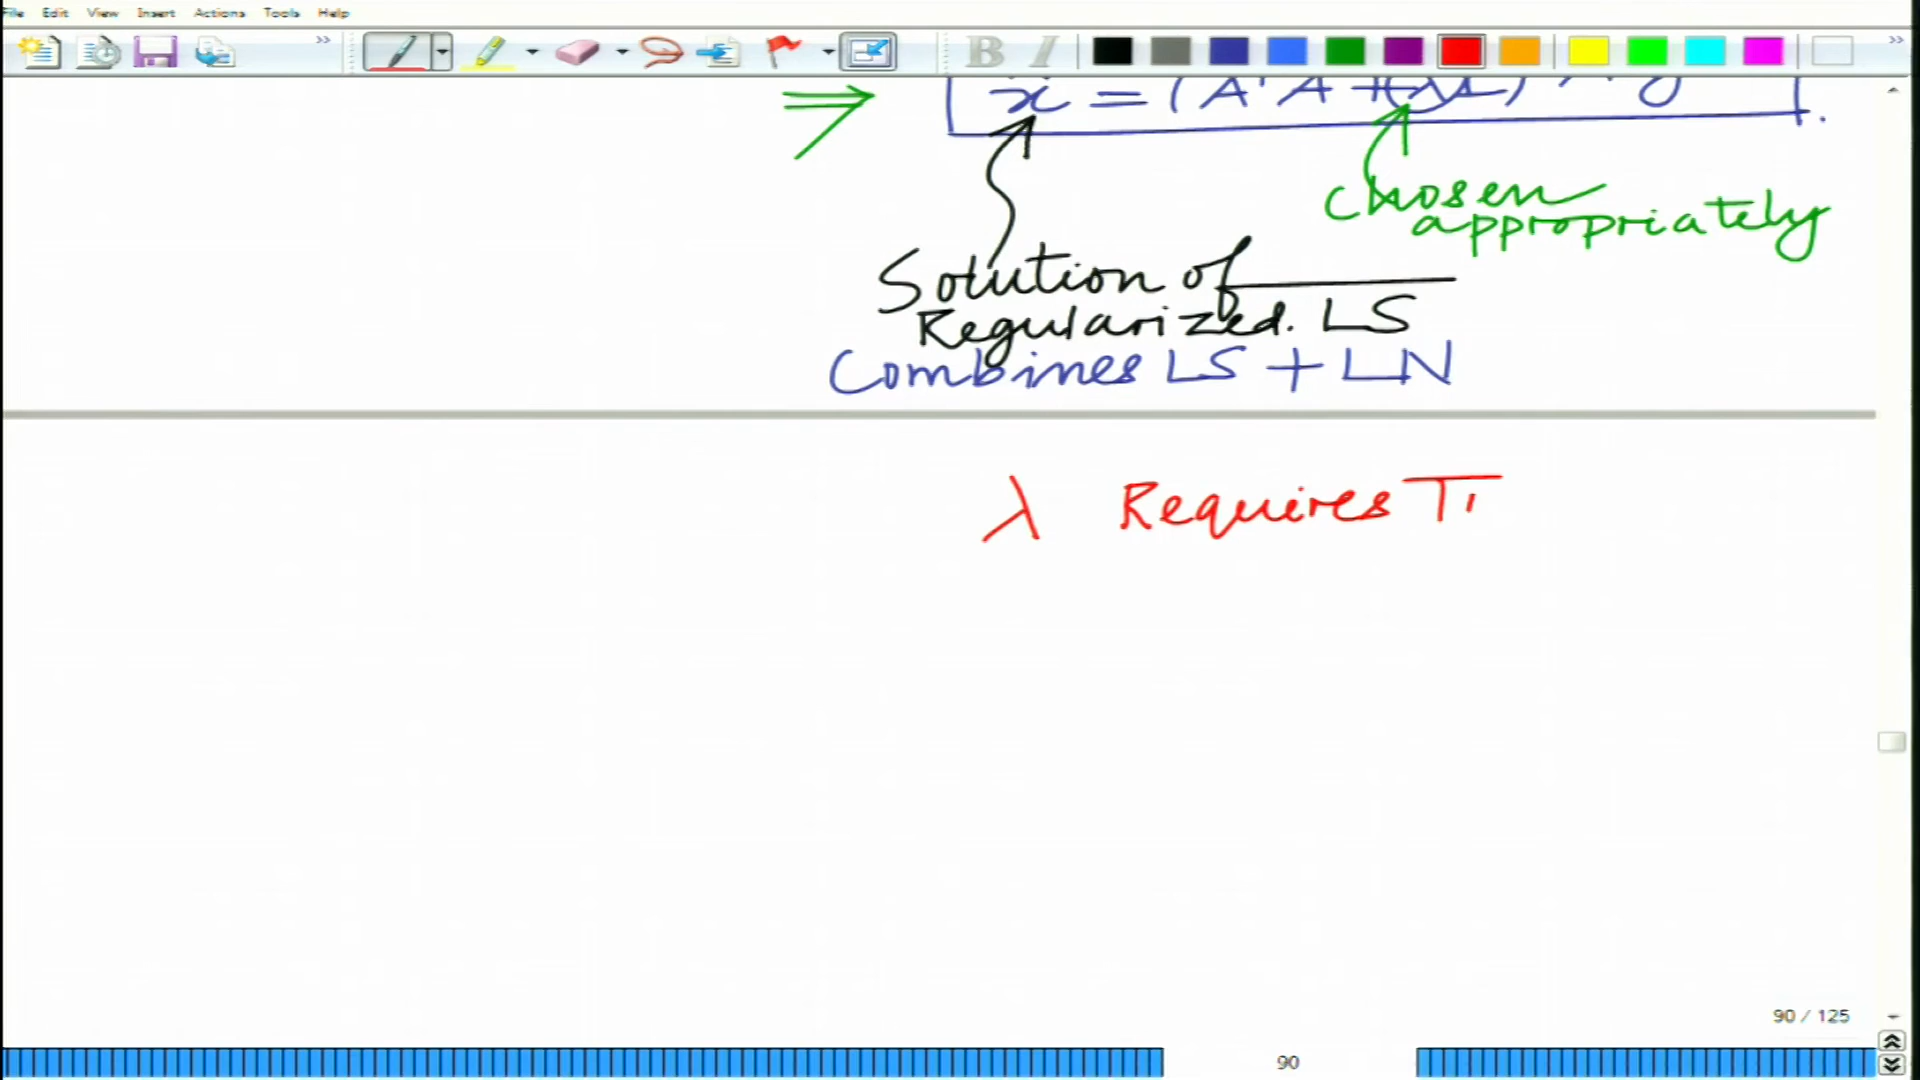 File Edit View Insert Actions Tools Help
B I
⇒ x = (AᵀA + λI)
Chosen
appropriately
Solution of
Regularized. LS
Combines LS + LN
λ Requires T
90 / 125
90